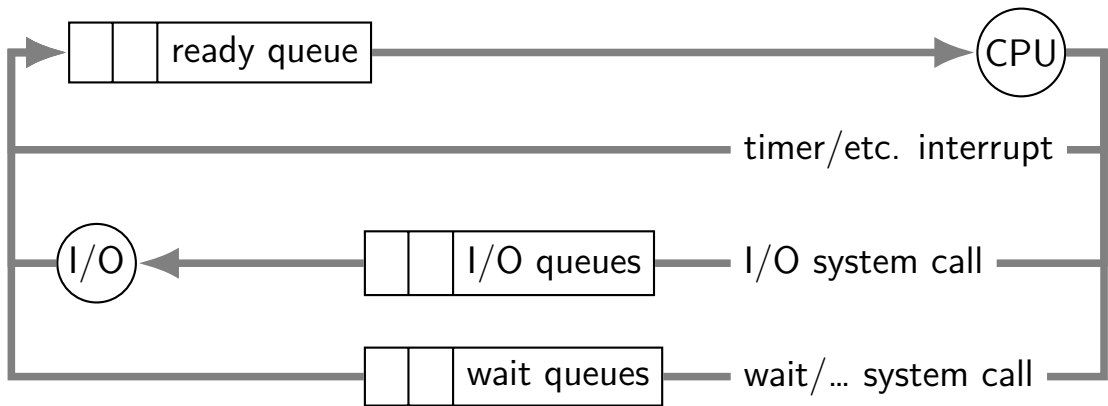 ready queue
CPU
timer/etc. interrupt
I/O
I/O queues
I/O system call
wait queues
wait/... system call